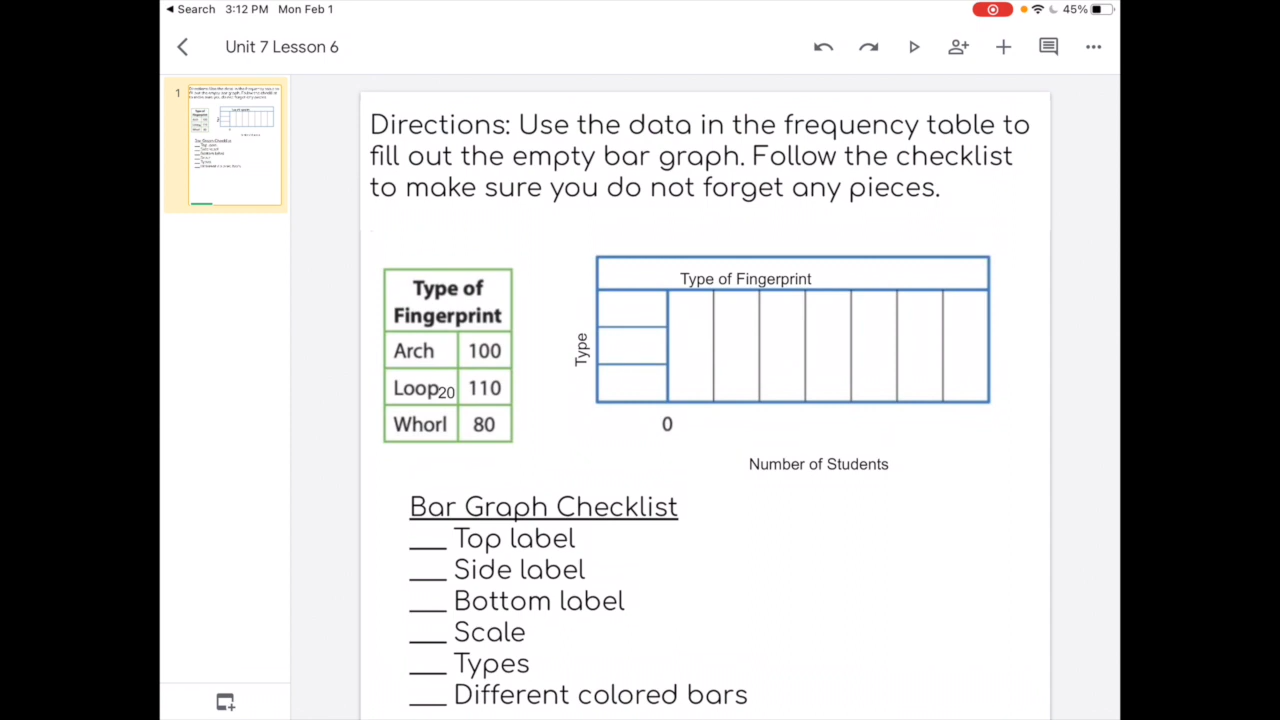 Search 3:12 PM Mon Feb 1 45%
Unit 7 Lesson 6
1
Directions: Use the data in the frequency table to
fill out the empty bar graph. Follow the checklist
to make sure you do not forget any pieces.
Type of
Fingerprint
Arch 100
Loop 20 110
Whorl 80
Type of Fingerprint
Type
0
Number of Students
Bar Graph Checklist
___ Top label
___ Side label
___ Bottom label
___ Scale
___ Types
___ Different colored bars